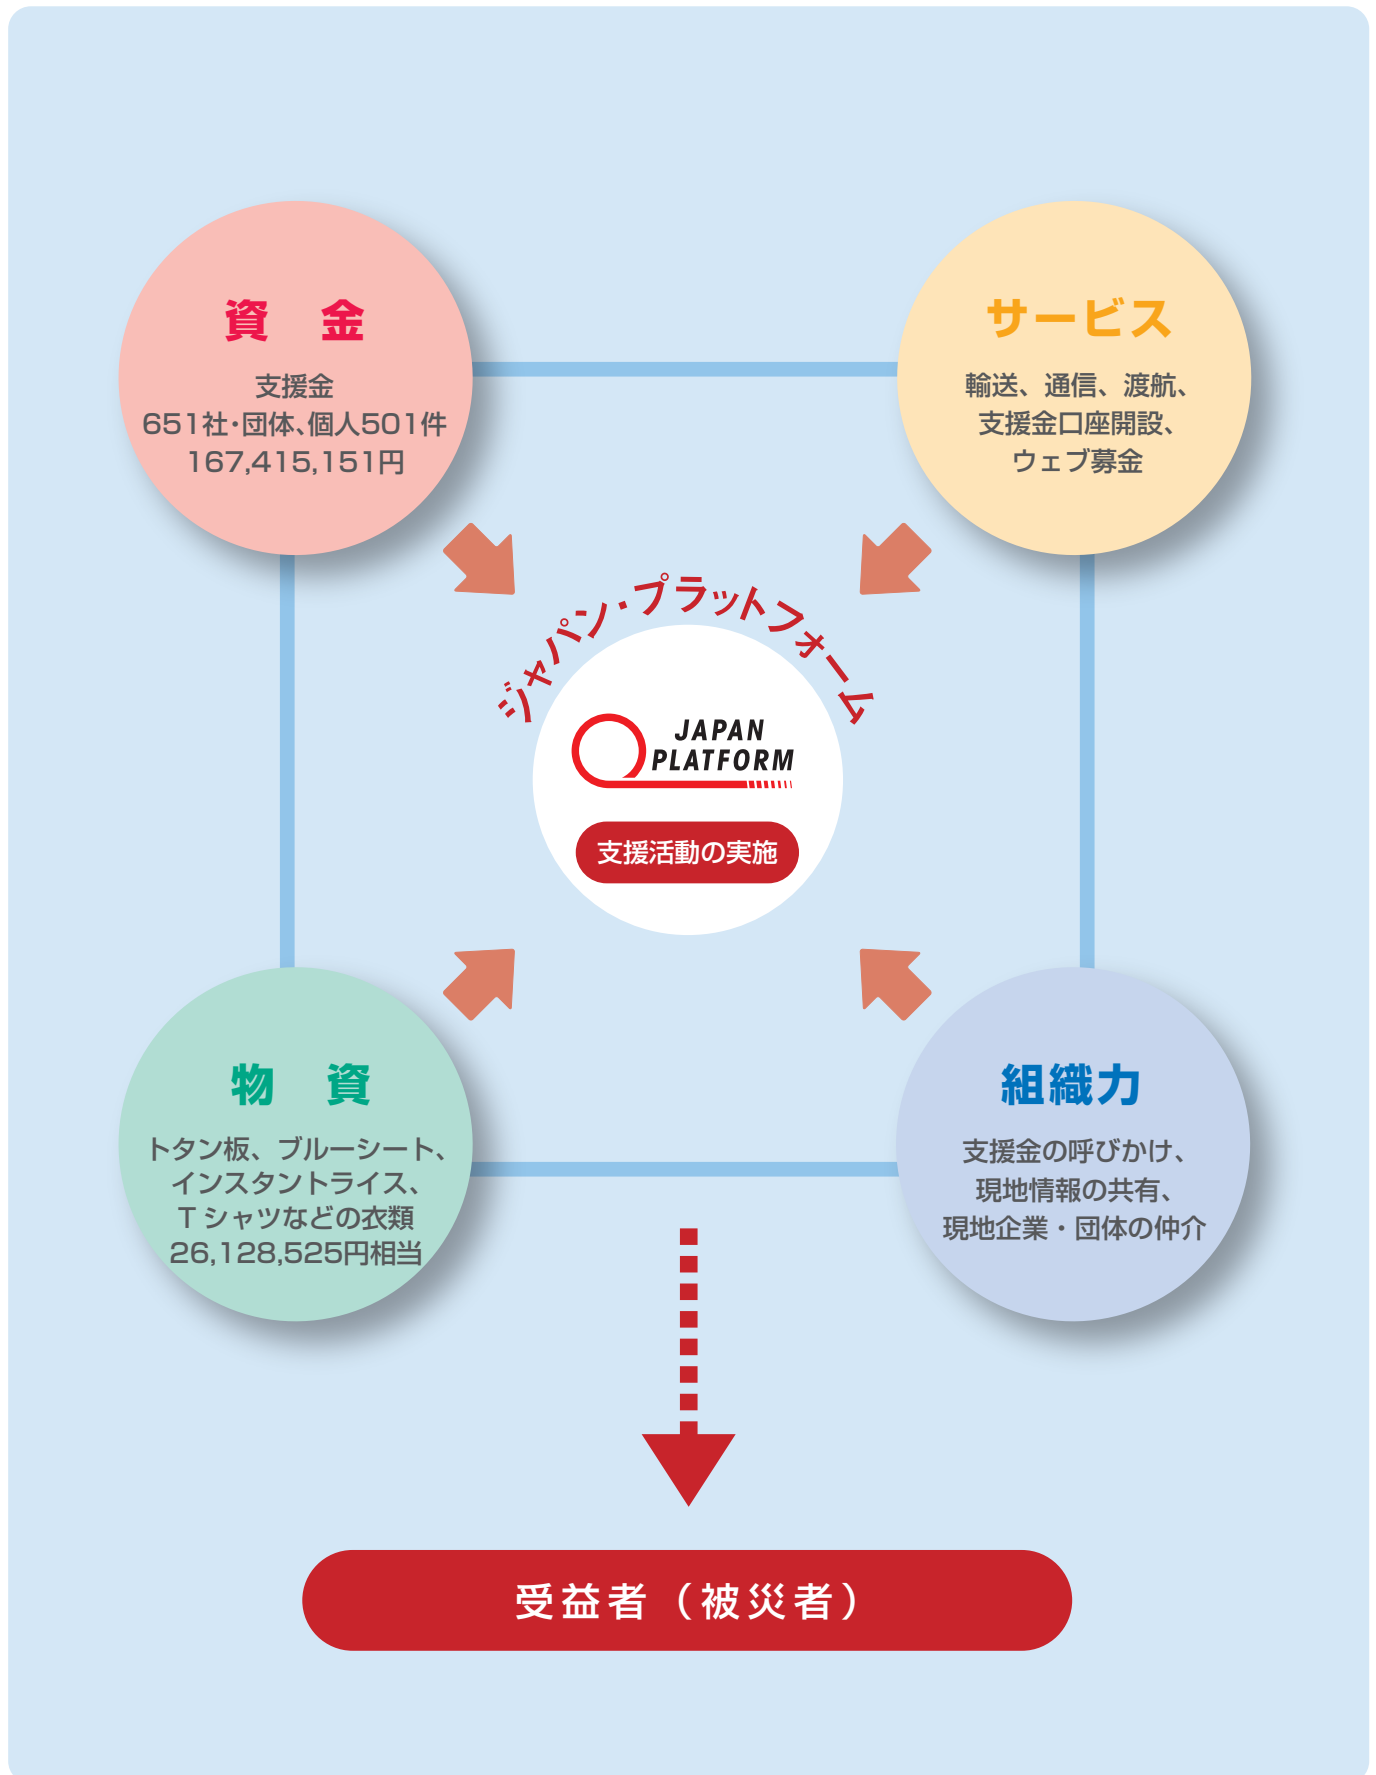 資　金
支援金
651社・団体、個人501件
167,415,151円
サービス
輸送、通信、渡航、
支援金口座開設、
ウェブ募金
ジャパン・プラットフォーム
JAPAN
PLATFORM
支援活動の実施
物　資
トタン板、ブルーシート、
インスタントライス、
Ｔシャツなどの衣類
26,128,525円相当
組織力
支援金の呼びかけ、
現地情報の共有、
現地企業・団体の仲介
受益者（被災者）